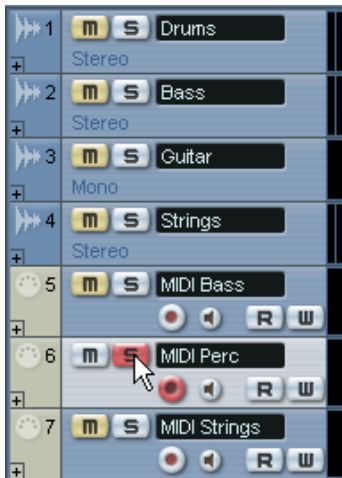 1 m S Drums
+ Stereo
2 m S Bass
+ Stereo
3 m S Guitar
+ Mono
4 m S Strings
+ Stereo
5 m S MIDI Bass
+ R W
6 m S MIDI Perc
+ R W
7 m S MIDI Strings
+ R W